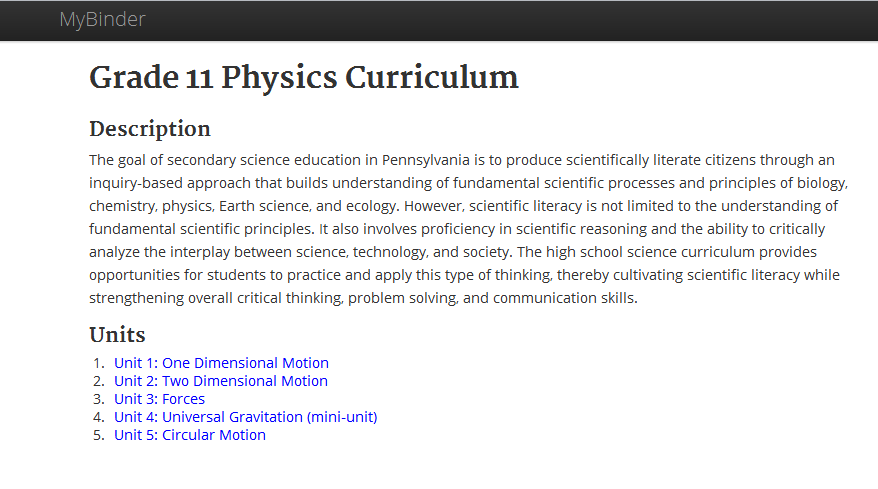 MyBinder
Grade 11 Physics Curriculum
Description
The goal of secondary science education in Pennsylvania is to produce scientifically literate citizens through an
inquiry-based approach that builds understanding of fundamental scientific processes and principles of biology,
chemistry, physics, Earth science, and ecology. However, scientific literacy is not limited to the understanding of
fundamental scientific principles. It also involves proficiency in scientific reasoning and the ability to critically
analyze the interplay between science, technology, and society. The high school science curriculum provides
opportunities for students to practice and apply this type of thinking, thereby cultivating scientific literacy while
strengthening overall critical thinking, problem solving, and communication skills.
Units
1. Unit 1: One Dimensional Motion
2. Unit 2: Two Dimensional Motion
3. Unit 3: Forces
4. Unit 4: Universal Gravitation (mini-unit)
5. Unit 5: Circular Motion